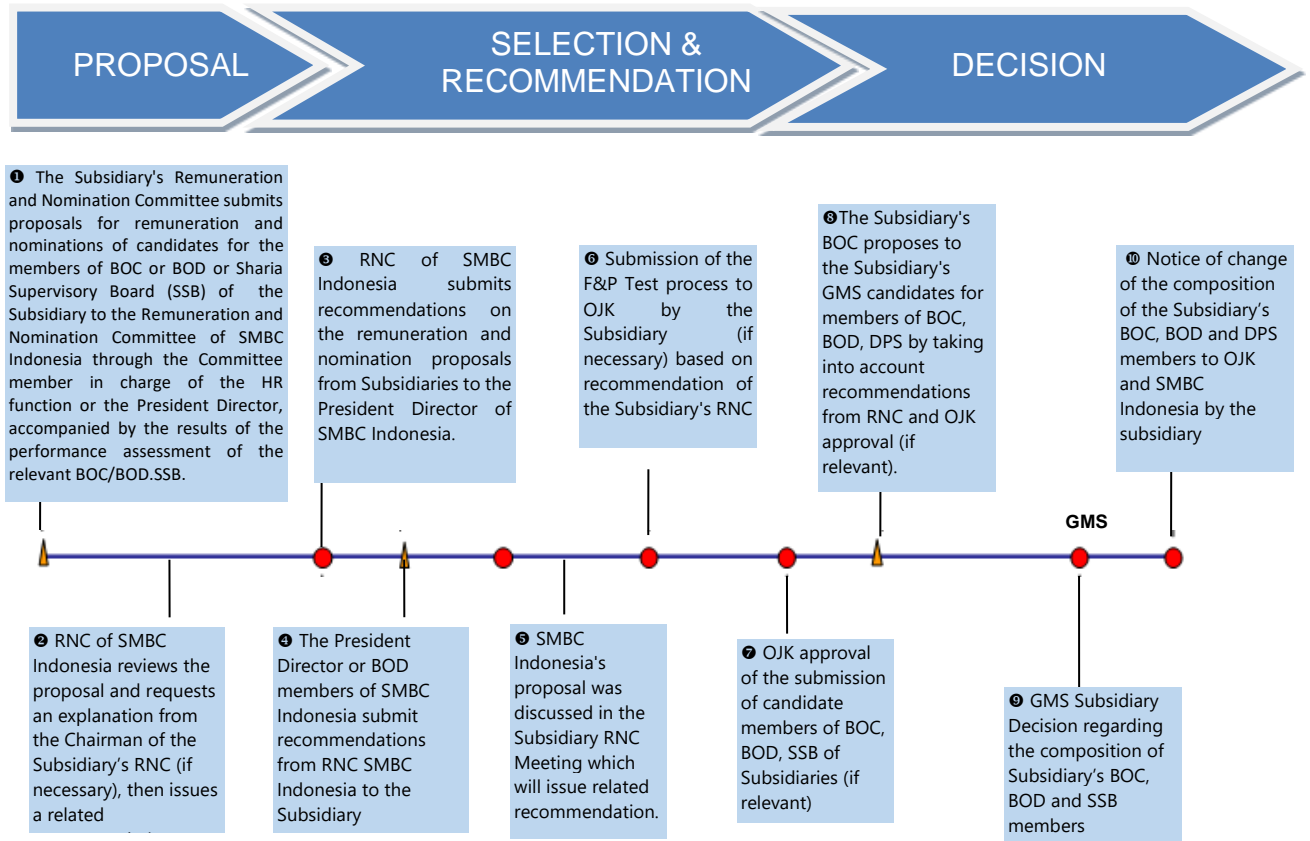 PROPOSAL
SELECTION &
RECOMMENDATION
DECISION
❶ The Subsidiary's Remuneration
and Nomination Committee submits
proposals for remuneration and
nominations of candidates for the
members of BOC or BOD or Sharia
Supervisory Board (SSB) of the
Subsidiary to the Remuneration and
Nomination Committee of SMBC
Indonesia through the Committee
member in charge of the HR
function or the President Director,
accompanied by the results of the
performance assessment of the
relevant BOC/BOD.SSB.
❸ RNC of SMBC
Indonesia submits
recommendations on
the remuneration and
nomination proposals
from Subsidiaries to the
President Director of
SMBC Indonesia.
❻ Submission of the
F&P Test process to
OJK by the
Subsidiary (if
necessary) based on
recommendation of
the Subsidiary's RNC
❽The Subsidiary's
BOC proposes to
the Subsidiary's
GMS candidates for
members of BOC,
BOD, DPS by taking
into account
recommendations
from RNC and OJK
approval (if
relevant).
❿ Notice of change
of the composition
of the Subsidiary's
BOC, BOD and DPS
members to OJK
and SMBC
Indonesia by the
subsidiary
GMS
❷ RNC of SMBC
Indonesia reviews the
proposal and requests
an explanation from
the Chairman of the
Subsidiary's RNC (if
necessary), then issues
a related
❹ The President
Director or BOD
members of SMBC
Indonesia submit
recommendations
from RNC SMBC
Indonesia to the
Subsidiary
❺ SMBC
Indonesia's
proposal was
discussed in the
Subsidiary RNC
Meeting which
will issue related
recommendation.
❼ OJK approval
of the submission
of candidate
members of BOC,
BOD, SSB of
Subsidiaries (if
relevant)
❾ GMS Subsidiary
Decision regarding
the composition of
Subsidiary's BOC,
BOD and SSB
members